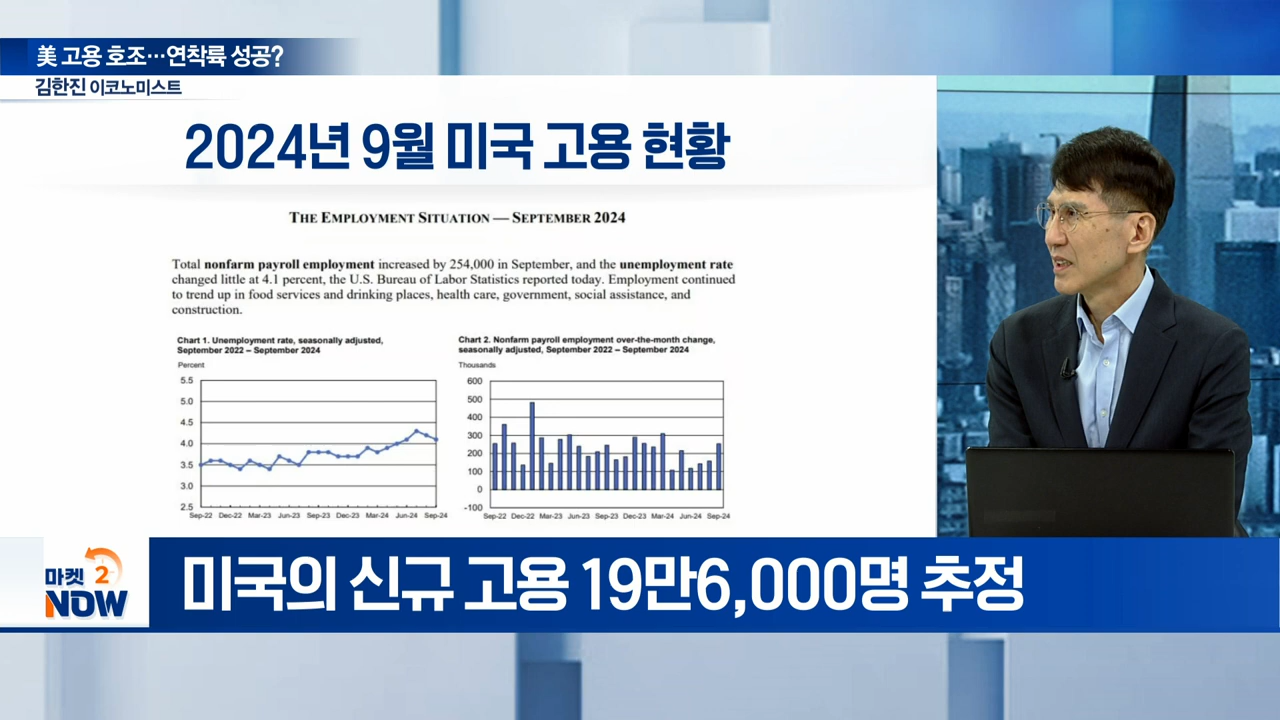 美 고용 호조…연착륙 성공?
김한진 이코노미스트
2024년 9월 미국 고용 현황
THE EMPLOYMENT SITUATION — SEPTEMBER 2024
Total nonfarm payroll employment increased by 254,000 in September, and the unemployment rate
changed little at 4.1 percent, the U.S. Bureau of Labor Statistics reported today. Employment continued
to trend up in food services and drinking places, health care, government, social assistance, and
construction.
Chart 1. Unemployment rate, seasonally adjusted,
September 2022 – September 2024
Percent
5.5
5.0
4.5
4.0
3.5
3.0
2.5
Sep-22 Dec-22 Mar-23 Jun-23 Sep-23 Dec-23 Mar-24 Jun-24 Sep-24
Chart 2. Nonfarm payroll employment over-the-month change,
seasonally adjusted, September 2022 – September 2024
Thousands
600
500
400
300
200
100
0
-100
Sep-22 Dec-22 Mar-23 Jun-23 Sep-23 Dec-23 Mar-24 Jun-24 Sep-24
마켓 2
NOW
미국의 신규 고용 19만6,000명 추정